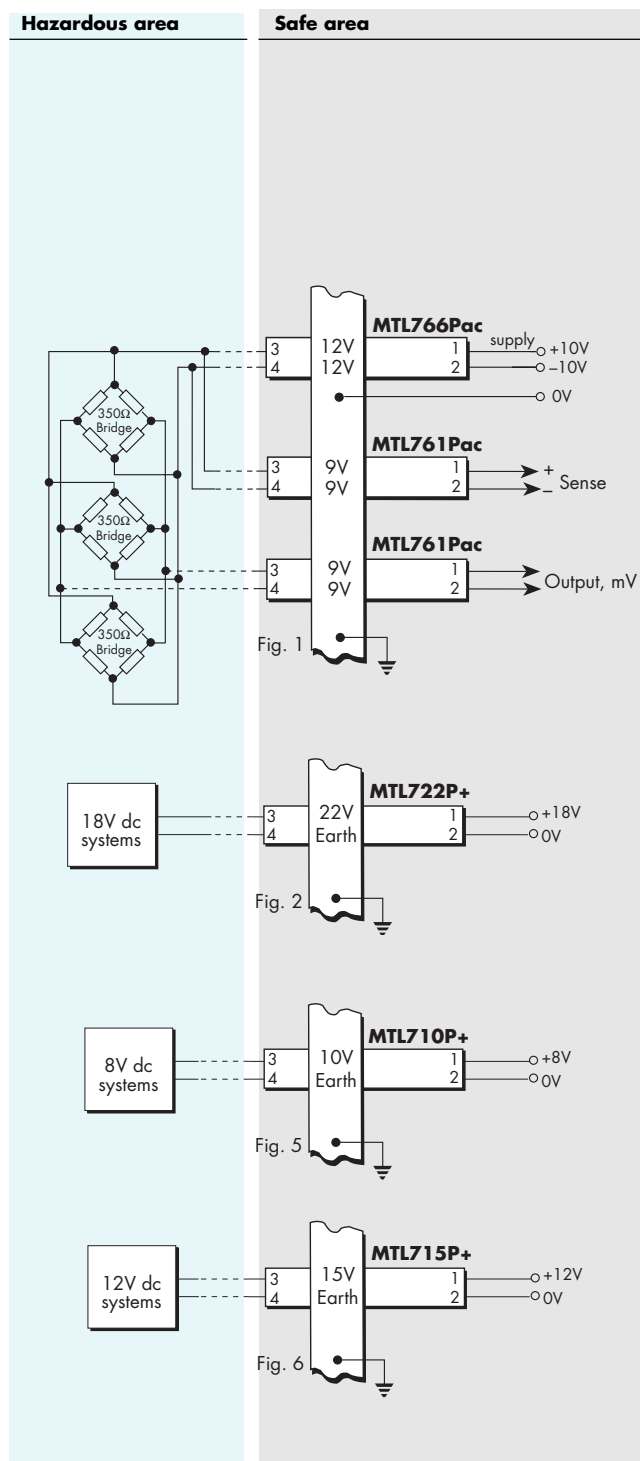 Hazardous area
Safe area
MTL766Pac
3 12V 1 supply +10V
4 12V 2 –10V
0V
350Ω
Bridge
MTL761Pac
3 9V 1 +
4 9V 2 – Sense
350Ω
Bridge
MTL761Pac
3 9V 1
4 9V 2 Output, mV
350Ω
Bridge
Fig. 1
MTL722P+
18V dc
systems
3 22V 1 +18V
4 Earth 2 0V
Fig. 2
MTL710P+
8V dc
systems
3 10V 1 +8V
4 Earth 2 0V
Fig. 5
MTL715P+
12V dc
systems
3 15V 1 +12V
4 Earth 2 0V
Fig. 6